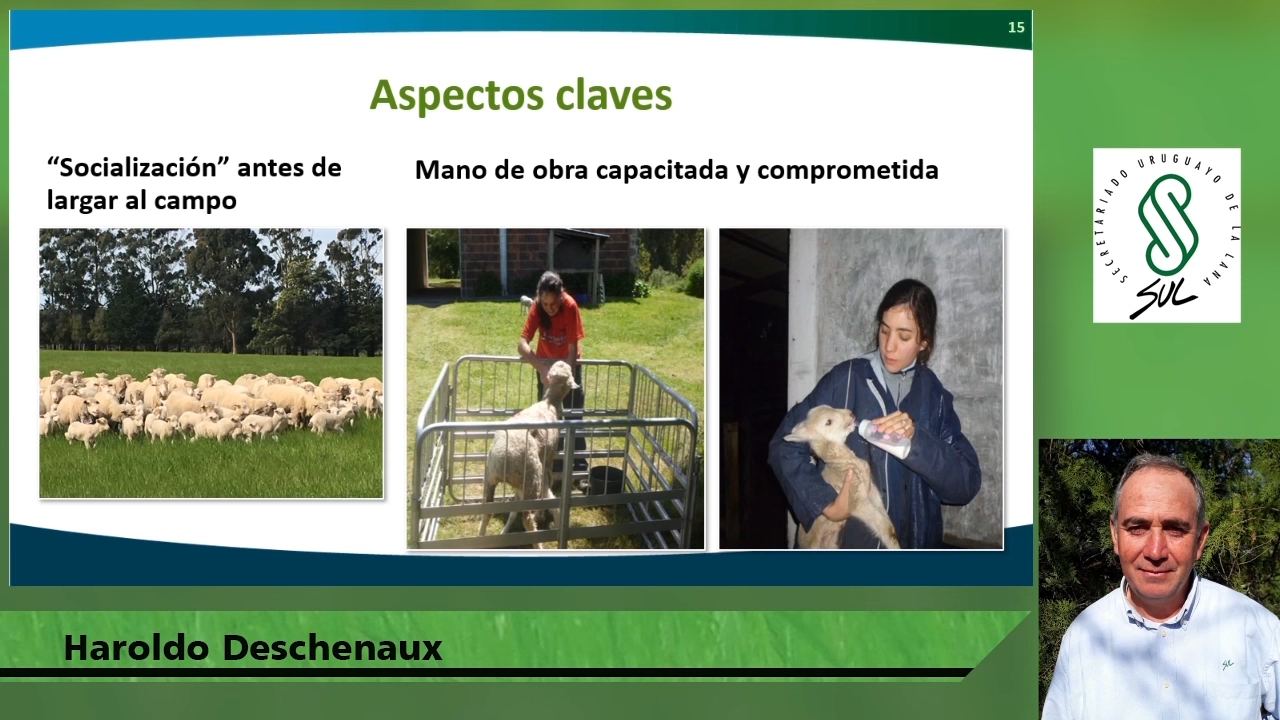 15
Aspectos claves
“Socialización” antes de
largar al campo
Mano de obra capacitada y comprometida
SECRETARIADO URUGUAYO DE LA LANA
SUL
Haroldo Deschenaux
SUL